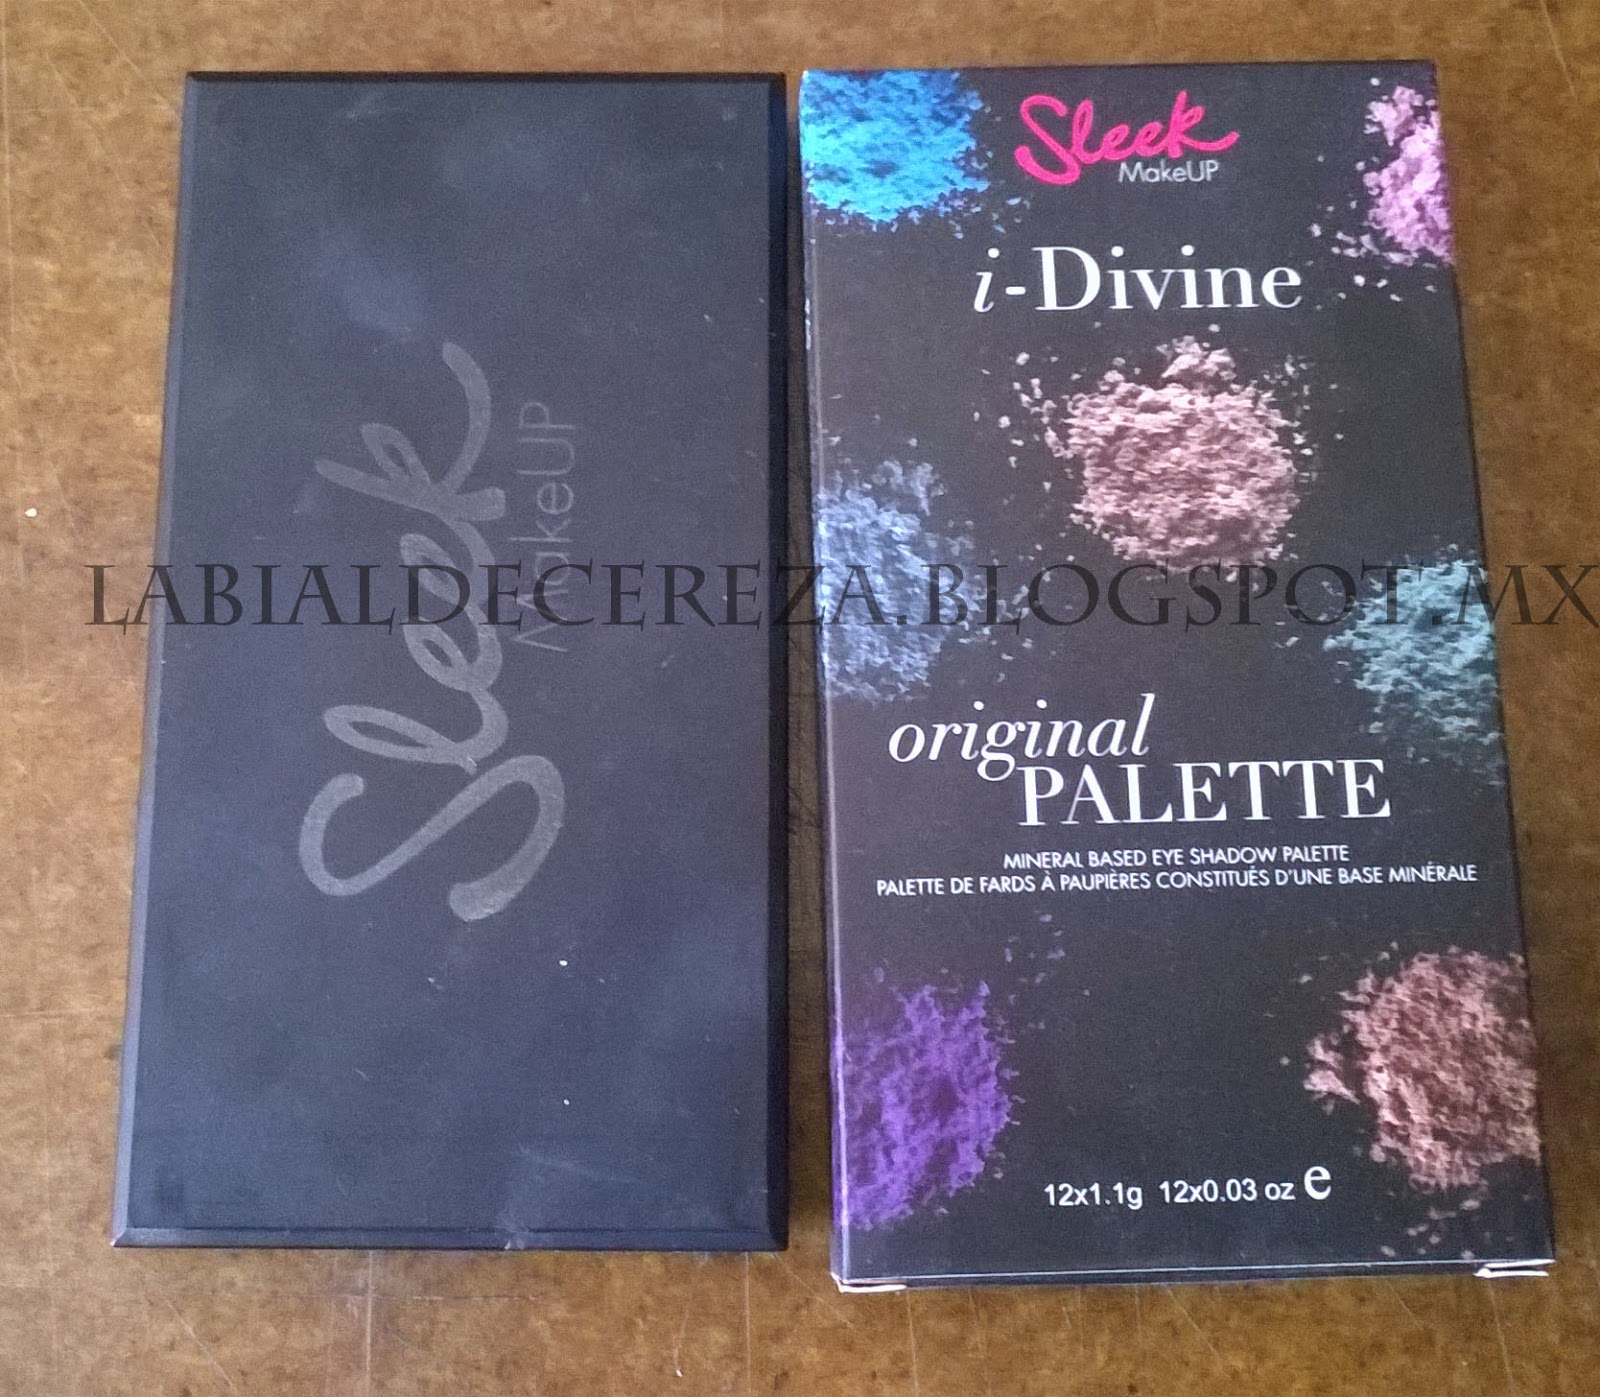 Sleek
MakeUP
Sleek
MakeUP
i-Divine
LABIALDECEREZA.BLOGSPOT.MX
original
PALETTE
MINERAL BASED EYE SHADOW PALETTE
PALETTE DE FARDS À PAUPIÈRES CONSTITUÉS D'UNE BASE MINÉRALE
12x1.1g 12x0.03 oz e